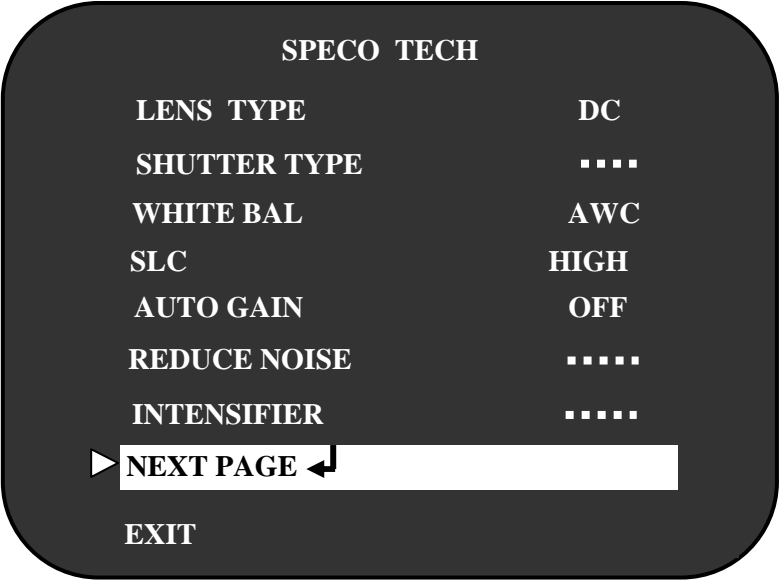 SPECO TECH
LENS TYPE DC
SHUTTER TYPE ....
WHITE BAL AWC
SLC HIGH
AUTO GAIN OFF
REDUCE NOISE .....
INTENSIFIER .....
NEXT PAGE ↵
EXIT